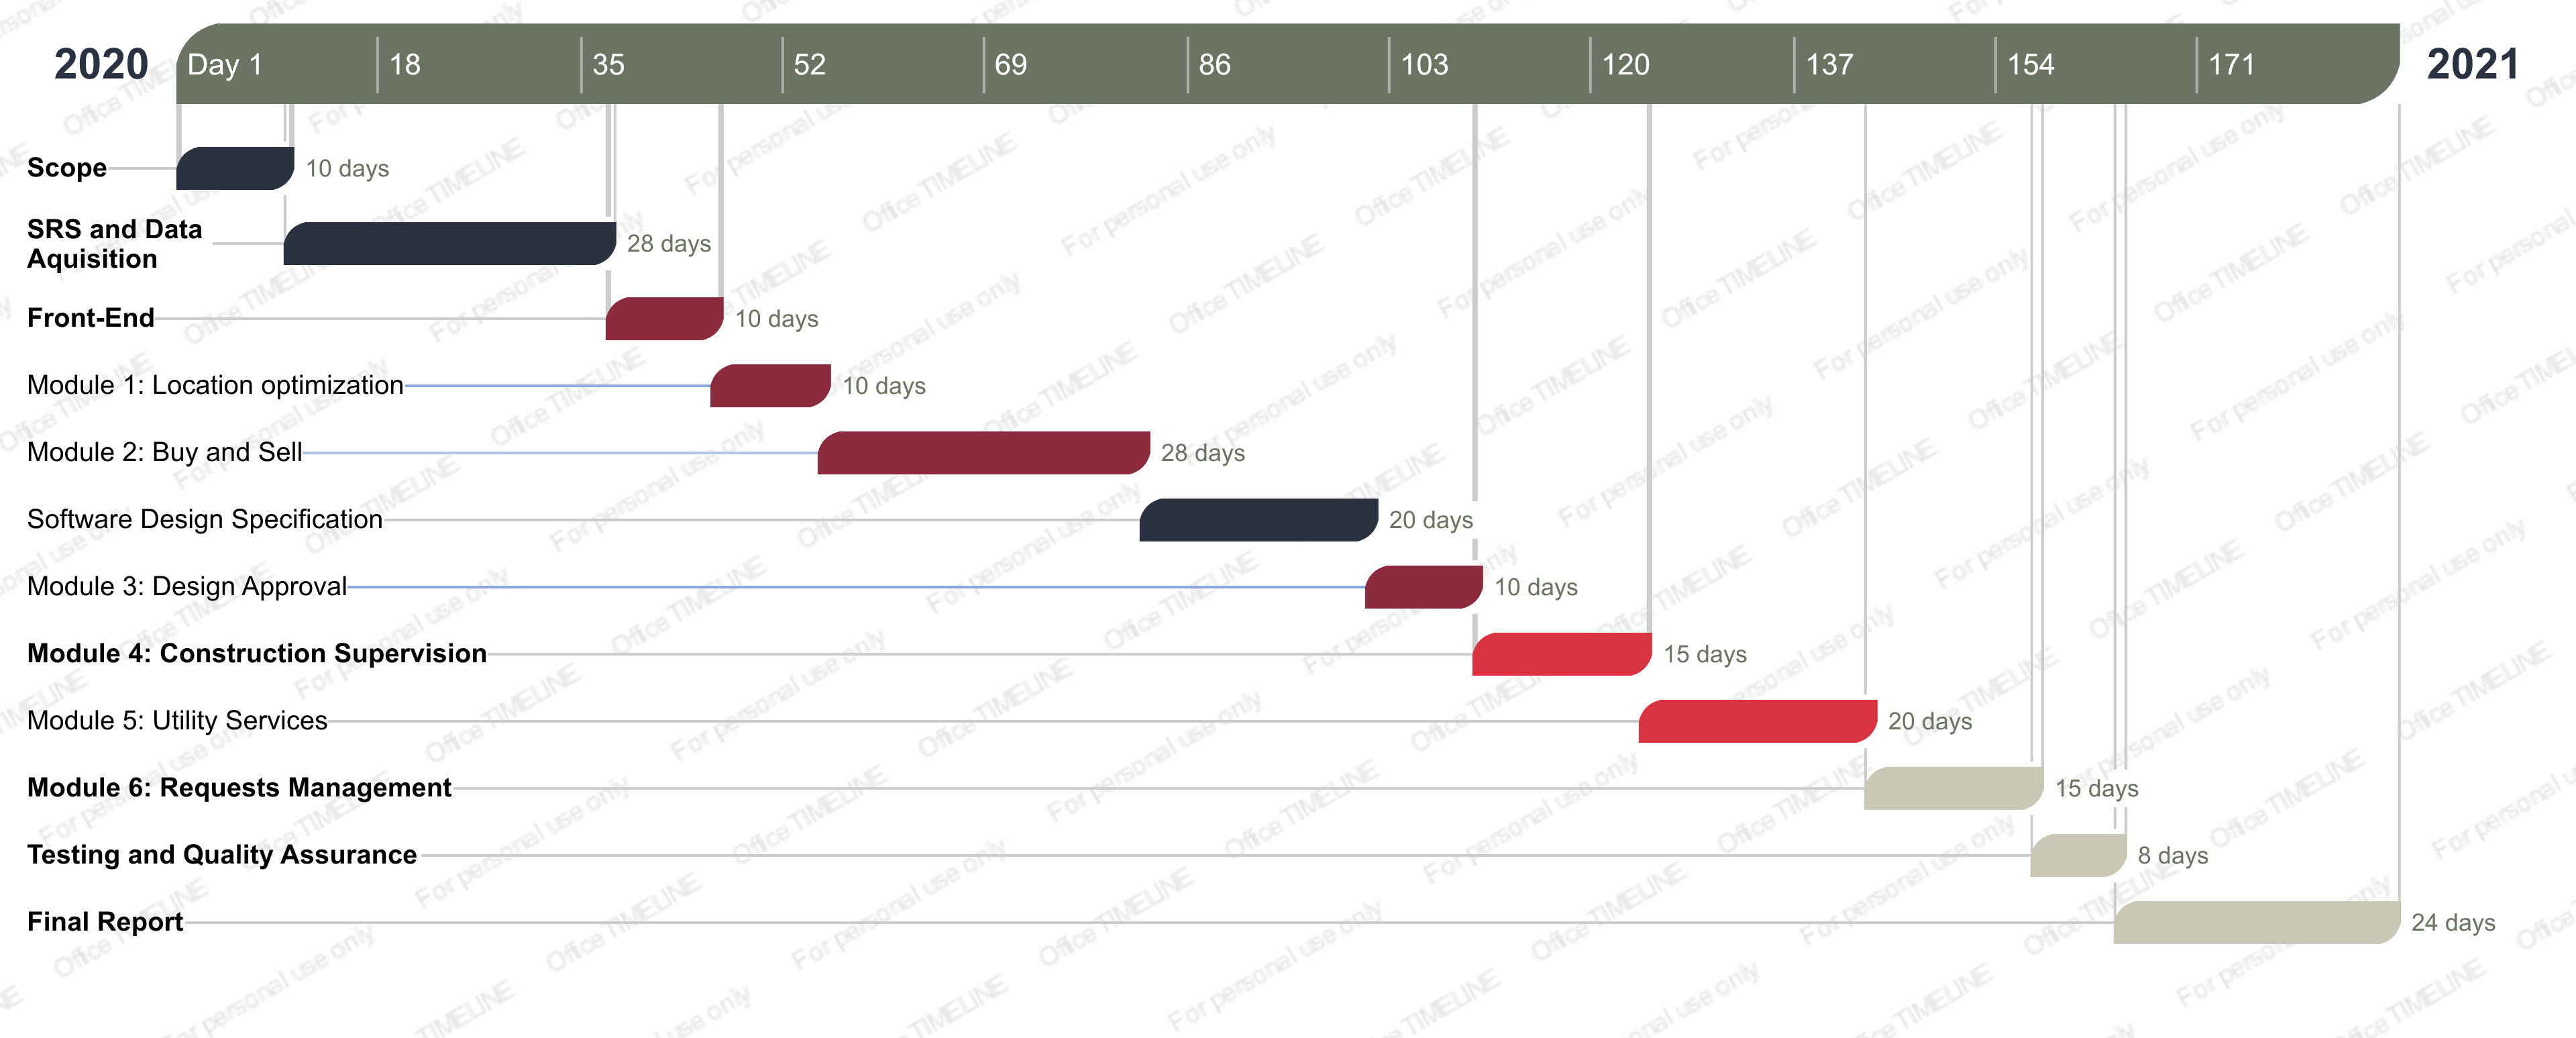 2020 Day 1 18 35 52 69 86 103 120 137 154 171 2021
Scope 10 days
SRS and Data
Aquisition 28 days
Front-End 10 days
Module 1: Location optimization 10 days
Module 2: Buy and Sell 28 days
Software Design Specification 20 days
Module 3: Design Approval 10 days
Module 4: Construction Supervision 15 days
Module 5: Utility Services 20 days
Module 6: Requests Management 15 days
Testing and Quality Assurance 8 days
Final Report 24 days
Office TIMELINE
For personal use only